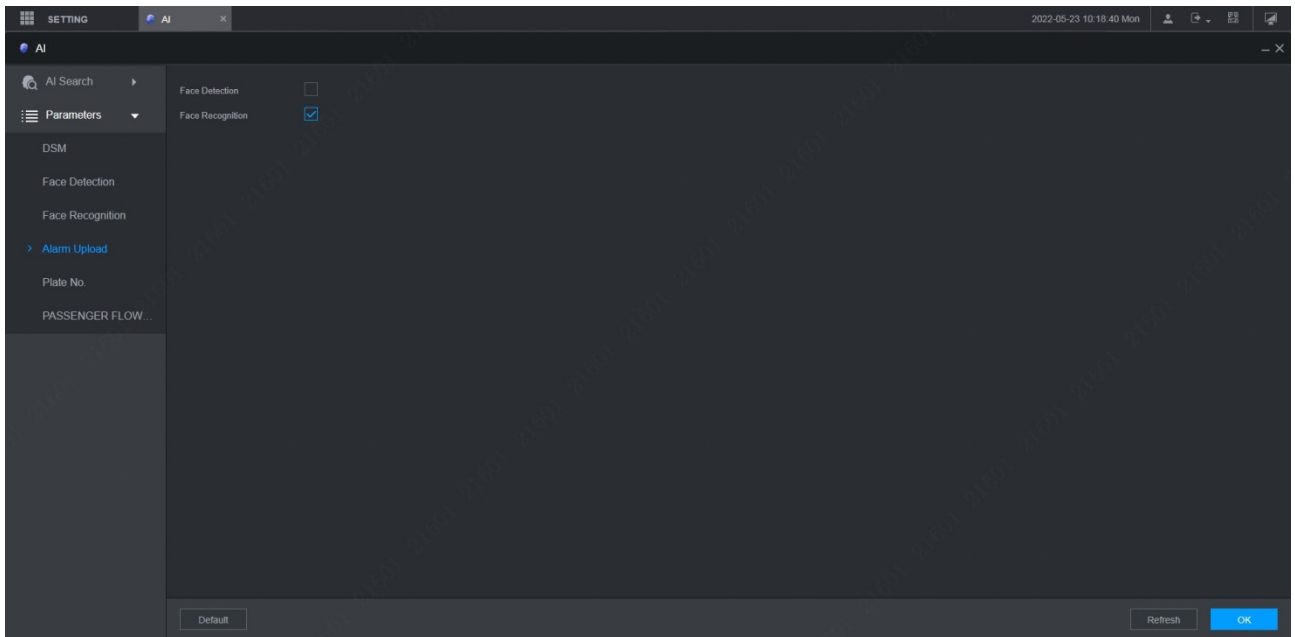 SETTING
AI
×
2022-05-23 10:18:40 Mon
AI
AI Search
Face Detection
Parameters
Face Recognition
DSM
Face Detection
Face Recognition
> Alarm Upload
Plate No.
PASSENGER FLOW...
Default
Refresh
OK